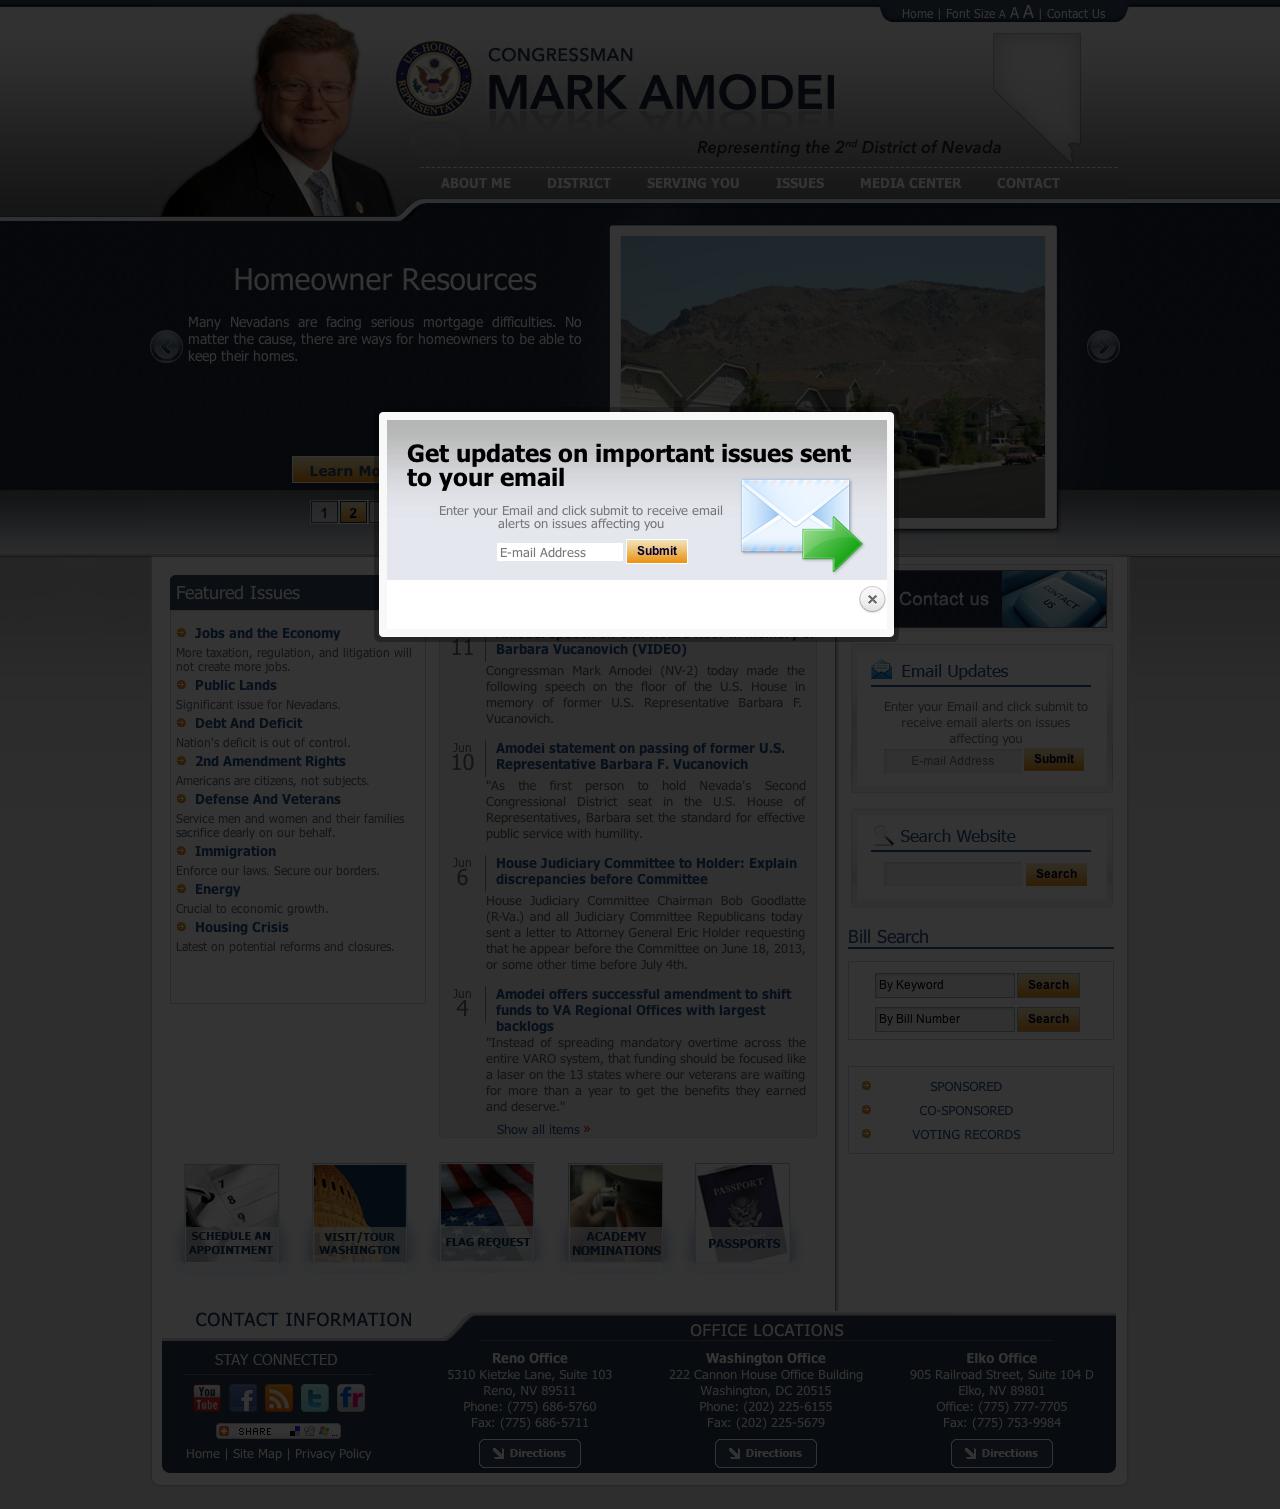 Home | Font Size A A A | Contact Us
U.S. HOUSE OF REPRESENTATIVES
CONGRESSMAN
MARK AMODEI
Representing the 2nd District of Nevada
ABOUT ME DISTRICT SERVING YOU ISSUES MEDIA CENTER CONTACT
Homeowner Resources
Many Nevadans are facing serious mortgage difficulties. No
matter the cause, there are ways for homeowners to be able to
keep their homes.
Learn Mo
1 2
Get updates on important issues sent
to your email
Enter your Email and click submit to receive email
alerts on issues affecting you
E-mail Address Submit
Featured Issues
Jobs and the Economy
More taxation, regulation, and litigation will
not create more jobs.
Public Lands
Significant issue for Nevadans.
Debt And Deficit
Nation's deficit is out of control.
2nd Amendment Rights
Americans are citizens, not subjects.
Defense And Veterans
Service men and women and their families
sacrifice dearly on our behalf.
Immigration
Enforce our laws. Secure our borders.
Energy
Crucial to economic growth.
Housing Crisis
Latest on potential reforms and closures.
11
Barbara Vucanovich (VIDEO)
Congressman Mark Amodei (NV-2) today made the
following speech on the floor of the U.S. House in
memory of former U.S. Representative Barbara F.
Vucanovich.
Jun
10
Amodei statement on passing of former U.S.
Representative Barbara F. Vucanovich
"As the first person to hold Nevada's Second
Congressional District seat in the U.S. House of
Representatives, Barbara set the standard for effective
public service with humility.
Jun
6
House Judiciary Committee to Holder: Explain
discrepancies before Committee
House Judiciary Committee Chairman Bob Goodlatte
(R-Va.) and all Judiciary Committee Republicans today
sent a letter to Attorney General Eric Holder requesting
that he appear before the Committee on June 18, 2013,
or some other time before July 4th.
Jun
4
Amodei offers successful amendment to shift
funds to VA Regional Offices with largest
backlogs
"Instead of spreading mandatory overtime across the
entire VARO system, that funding should be focused like
a laser on the 13 states where our veterans are waiting
for more than a year to get the benefits they earned
and deserve."
Show all items »
Contact us
CONTACT US
Email Updates
Enter your Email and click submit to
receive email alerts on issues
affecting you
E-mail Address Submit
Search Website
Search
Bill Search
By Keyword Search
By Bill Number Search
SPONSORED
CO-SPONSORED
VOTING RECORDS
7
8
9
SCHEDULE AN
APPOINTMENT
VISIT/TOUR
WASHINGTON
FLAG REQUEST
ACADEMY
NOMINATIONS
PASSPORT
PASSPORTS
CONTACT INFORMATION
STAY CONNECTED
You Tube f t fr
SHARE
Home | Site Map | Privacy Policy
OFFICE LOCATIONS
Reno Office
5310 Kietzke Lane, Suite 103
Reno, NV 89511
Phone: (775) 686-5760
Fax: (775) 686-5711
Directions
Washington Office
222 Cannon House Office Building
Washington, DC 20515
Phone: (202) 225-6155
Fax: (202) 225-5679
Directions
Elko Office
905 Railroad Street, Suite 104 D
Elko, NV 89801
Office: (775) 777-7705
Fax: (775) 753-9984
Directions